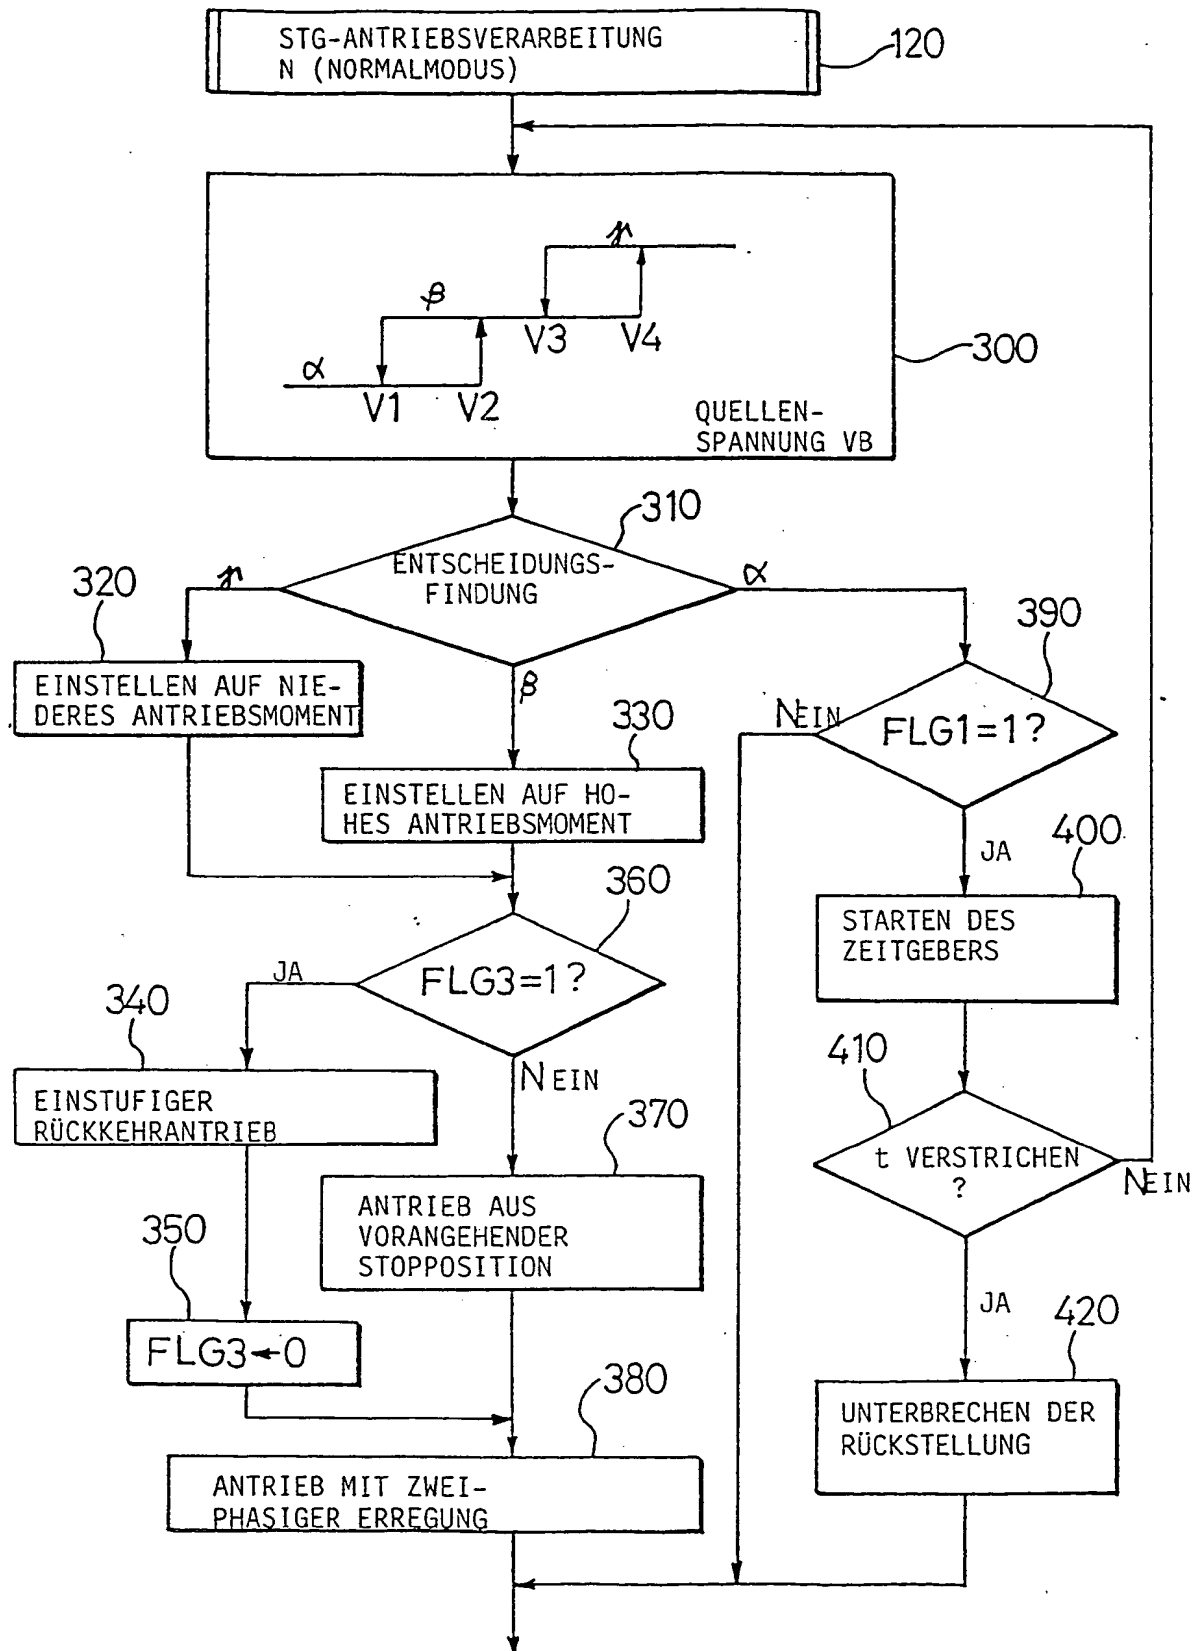 STG-ANTRIEBSVERARBEITUNG
N (NORMALMODUS)
120
γ
β
V3
V4
α
V1
V2
300
QUELLEN-
SPANNUNG VB
310
ENTSCHEIDUNGS-
FINDUNG
γ
α
β
320
EINSTELLEN AUF NIE-
DERES ANTRIEBSMOMENT
330
EINSTELLEN AUF HO-
HES ANTRIEBSMOMENT
390
NEIN
FLG1=1?
JA
400
STARTEN DES
ZEITGEBERS
360
JA
FLG3=1?
NEIN
340
EINSTUFIGER
RÜCKKEHRANTRIEB
410
t VERSTRICHEN
?
NEIN
JA
370
ANTRIEB AUS
VORANGEHENDER
STOPPOSITION
350
FLG3←0
420
UNTERBRECHEN DER
RÜCKSTELLUNG
380
ANTRIEB MIT ZWEI-
PHASIGER ERREGUNG